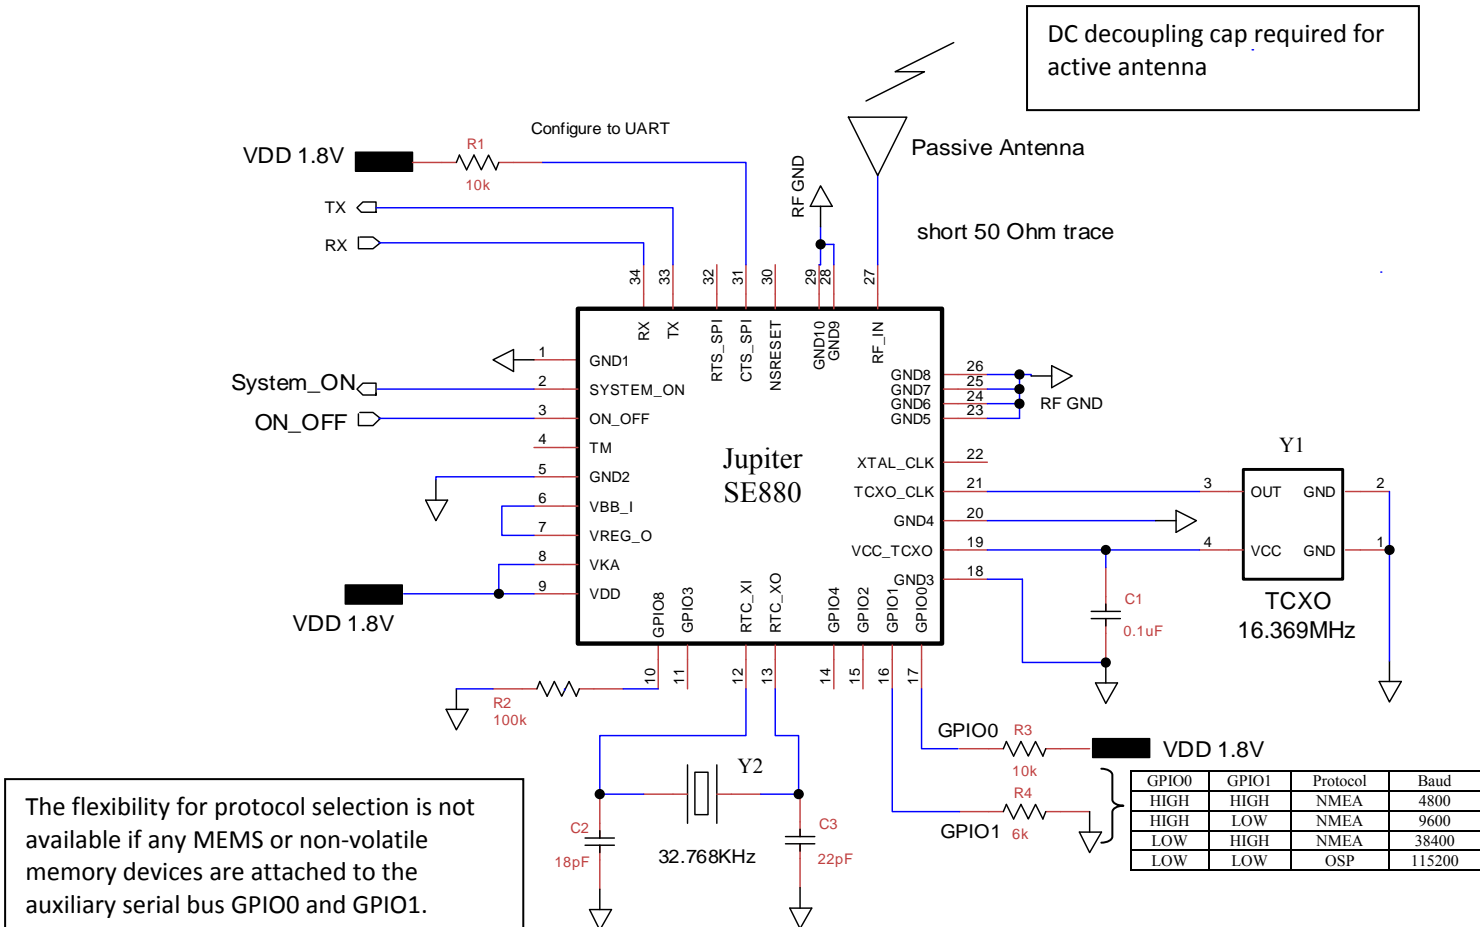 DC decoupling cap required for
active antenna
Configure to UART
VDD 1.8V
R1
10k
TX
RX
RF GND
Passive Antenna
short 50 Ohm trace
34
33
32
31
30
29
28
27
RX
TX
RTS_SPI
CTS_SPI
NSRESET
GND10
GND9
RF_IN
1 GND1
System_ON 2 SYSTEM_ON
ON_OFF 3 ON_OFF
4 TM
5 GND2
6 VBB_I
7 VREG_O
8 VKA
9 VDD
VDD 1.8V
Jupiter
SE880
GND8 26
GND7 25
GND6 24
GND5 23
RF GND
XTAL_CLK 22
TCXO_CLK 21
GND4 20
VCC_TCXO 19
GND3 18
Y1
3 OUT GND 2
4 VCC GND 1
TCXO
16.369MHz
C1
0.1uF
GPIO8
GPIO3
RTC_XI
RTC_XO
GPIO4
GPIO2
GPIO1
GPIO0
10
11
12
13
14
15
16
17
R2
100k
Y2
C2
18pF
32.768KHz
C3
22pF
GPIO0
R3
10k
VDD 1.8V
GPIO1
R4
6k
GPIO0 GPIO1 Protocol Baud
HIGH HIGH NMEA 4800
HIGH LOW NMEA 9600
LOW HIGH NMEA 38400
LOW LOW OSP 115200
The flexibility for protocol selection is not
available if any MEMS or non-volatile
memory devices are attached to the
auxiliary serial bus GPIO0 and GPIO1.